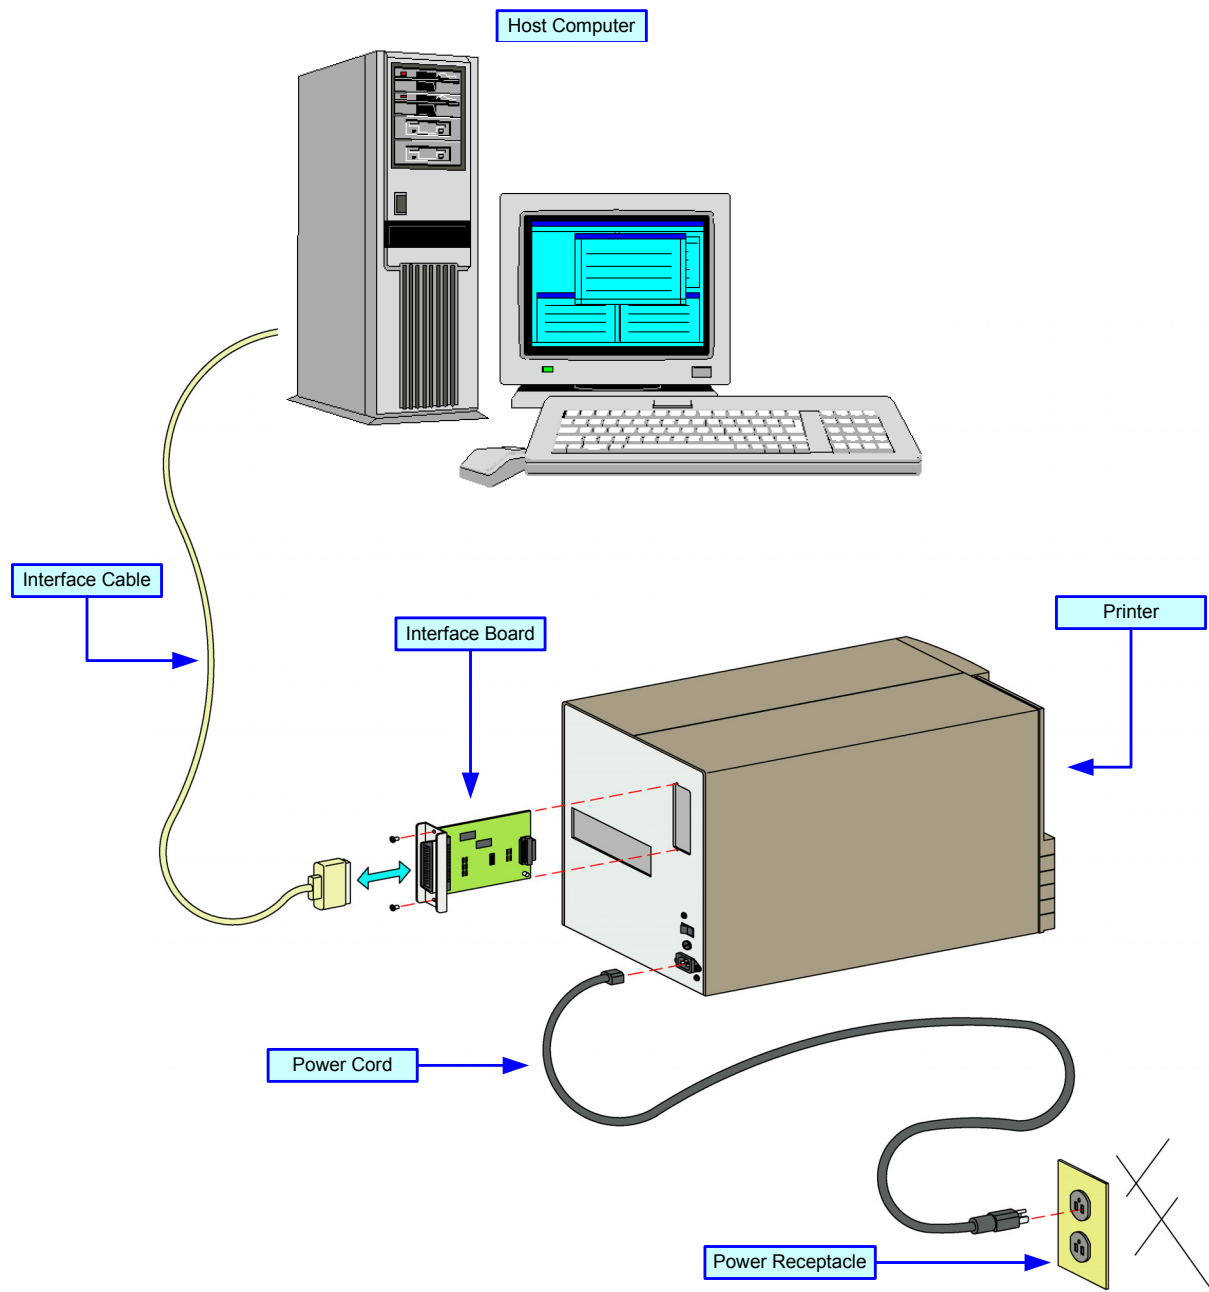 Host Computer
Interface Cable
Printer
Interface Board
Power Cord
Power Receptacle